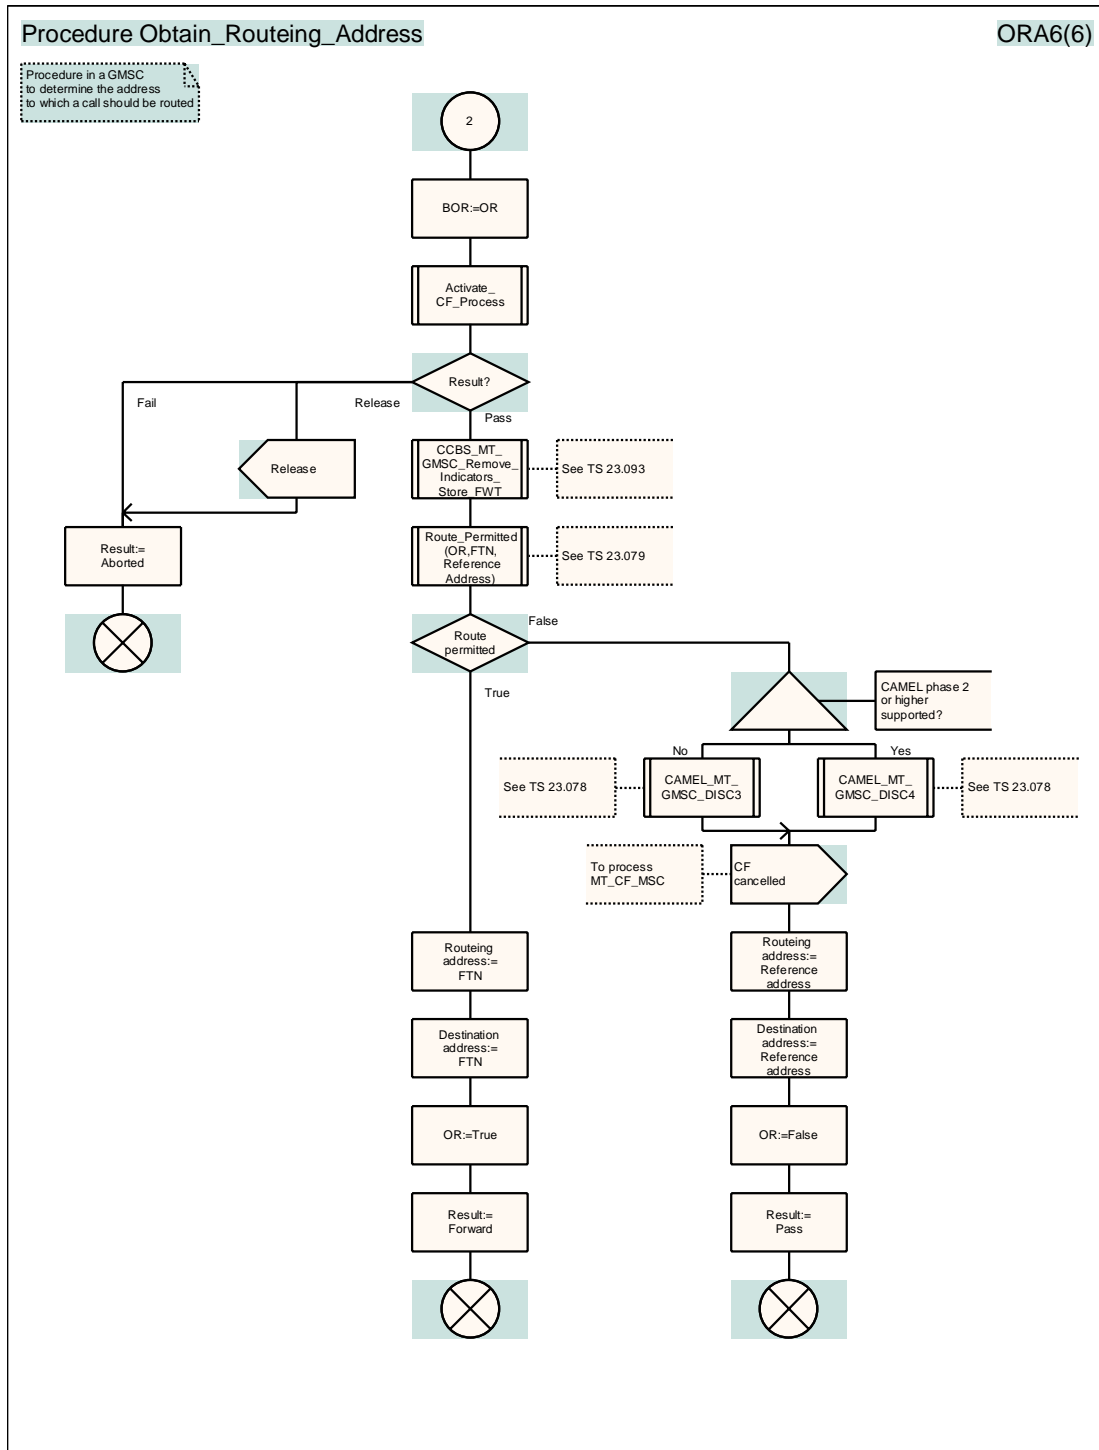 Procedure Obtain_Routeing_Address
ORA6(6)
Procedure in a GMSC
to determine the address
to which a call should be routed
2
BOR:=OR
Activate_
CF_Process
Result?
Fail
Release
Pass
Release
CCBS_MT_
GMSC_Remove_
Indicators_
Store_FWT
See TS 23.093
Result:=
Aborted
Route_Permitted
(OR,FTN,
Reference
Address)
See TS 23.079
Route
permitted
False
True
CAMEL phase 2
or higher
supported?
No
Yes
See TS 23.078
CAMEL_MT_
GMSC_DISC3
CAMEL_MT_
GMSC_DISC4
See TS 23.078
To process
MT_CF_MSC
CF
cancelled
Routeing
address:=
FTN
Routeing
address:=
Reference
address
Destination
address:=
FTN
Destination
address:=
Reference
address
OR:=True
OR:=False
Result:=
Forward
Result:=
Pass